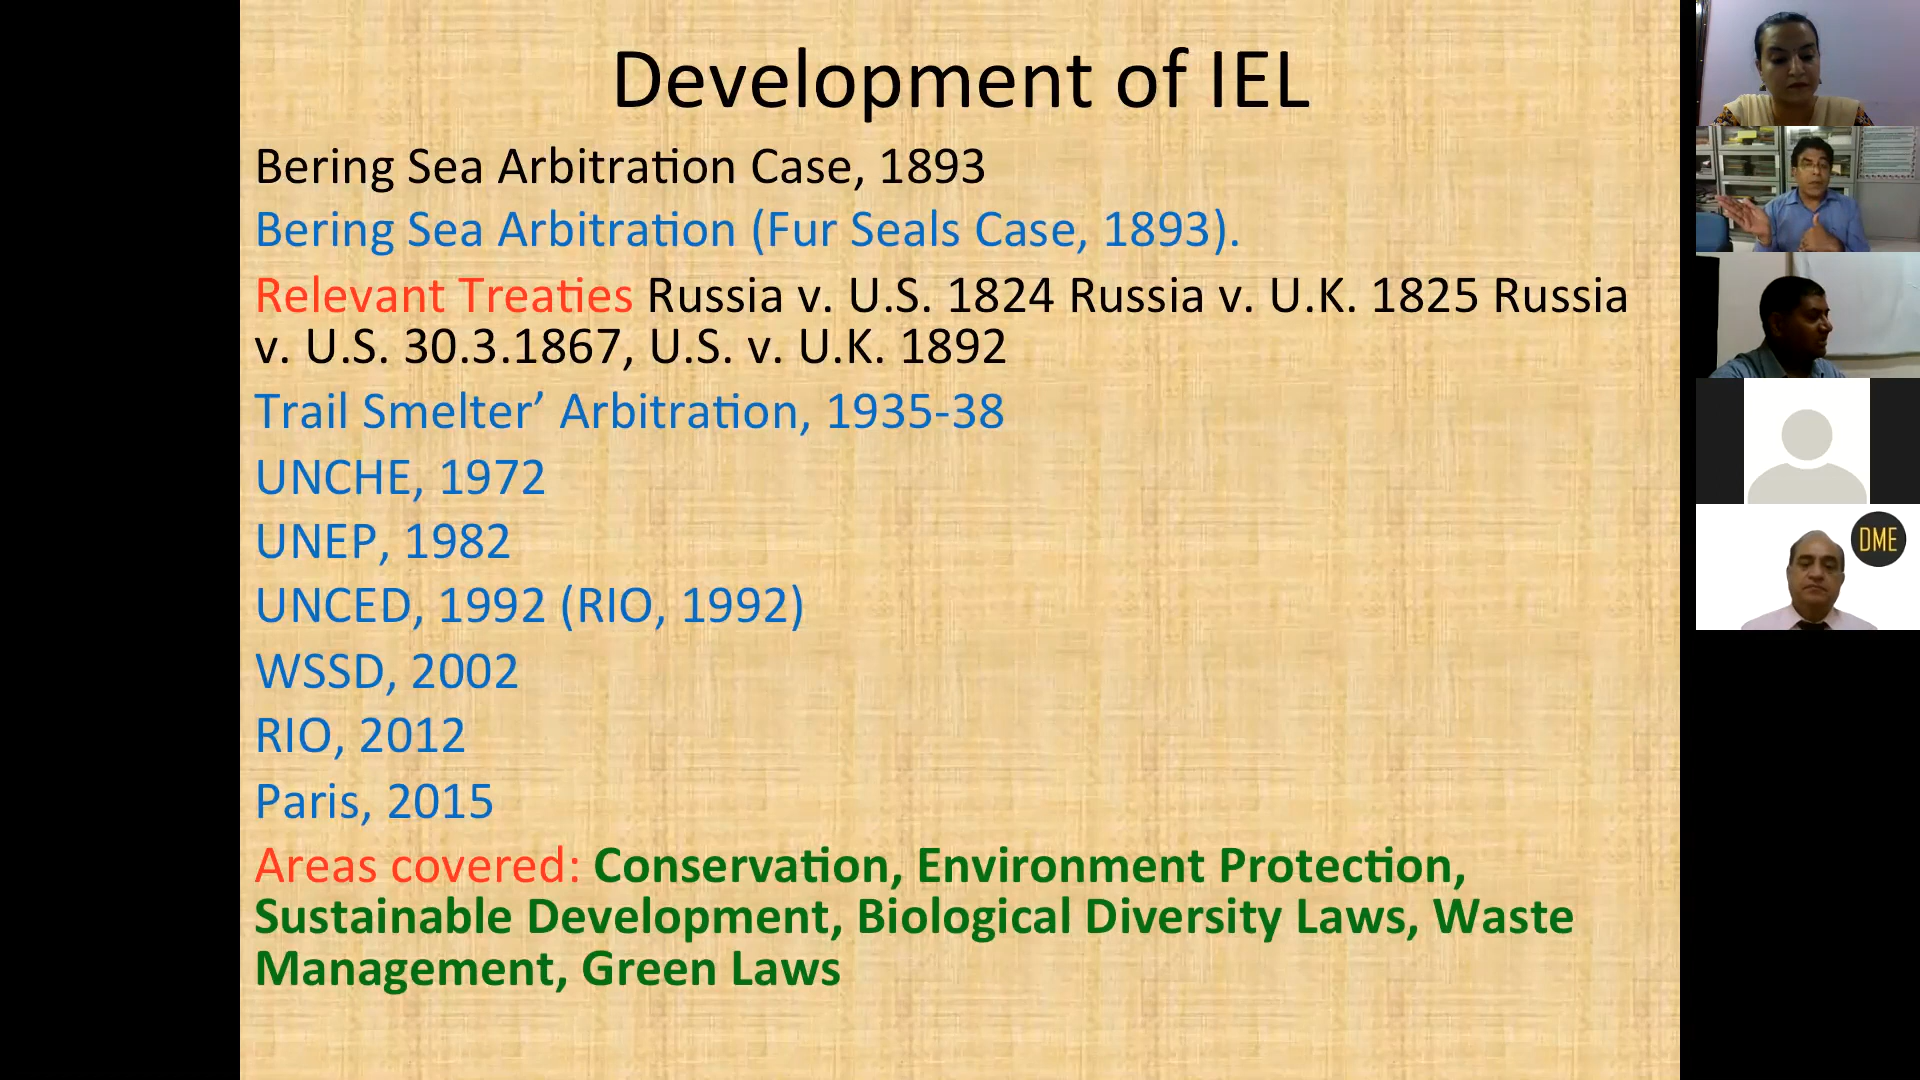 Development of IEL
Bering Sea Arbitration Case, 1893
Bering Sea Arbitration (Fur Seals Case, 1893).
Relevant Treaties Russia v. U.S. 1824 Russia v. U.K. 1825 Russia
v. U.S. 30.3.1867, U.S. v. U.K. 1892
Trail Smelter’ Arbitration, 1935-38
UNCHE, 1972
UNEP, 1982
UNCED, 1992 (RIO, 1992)
WSSD, 2002
RIO, 2012
Paris, 2015
Areas covered: Conservation, Environment Protection,
Sustainable Development, Biological Diversity Laws, Waste
Management, Green Laws
DME